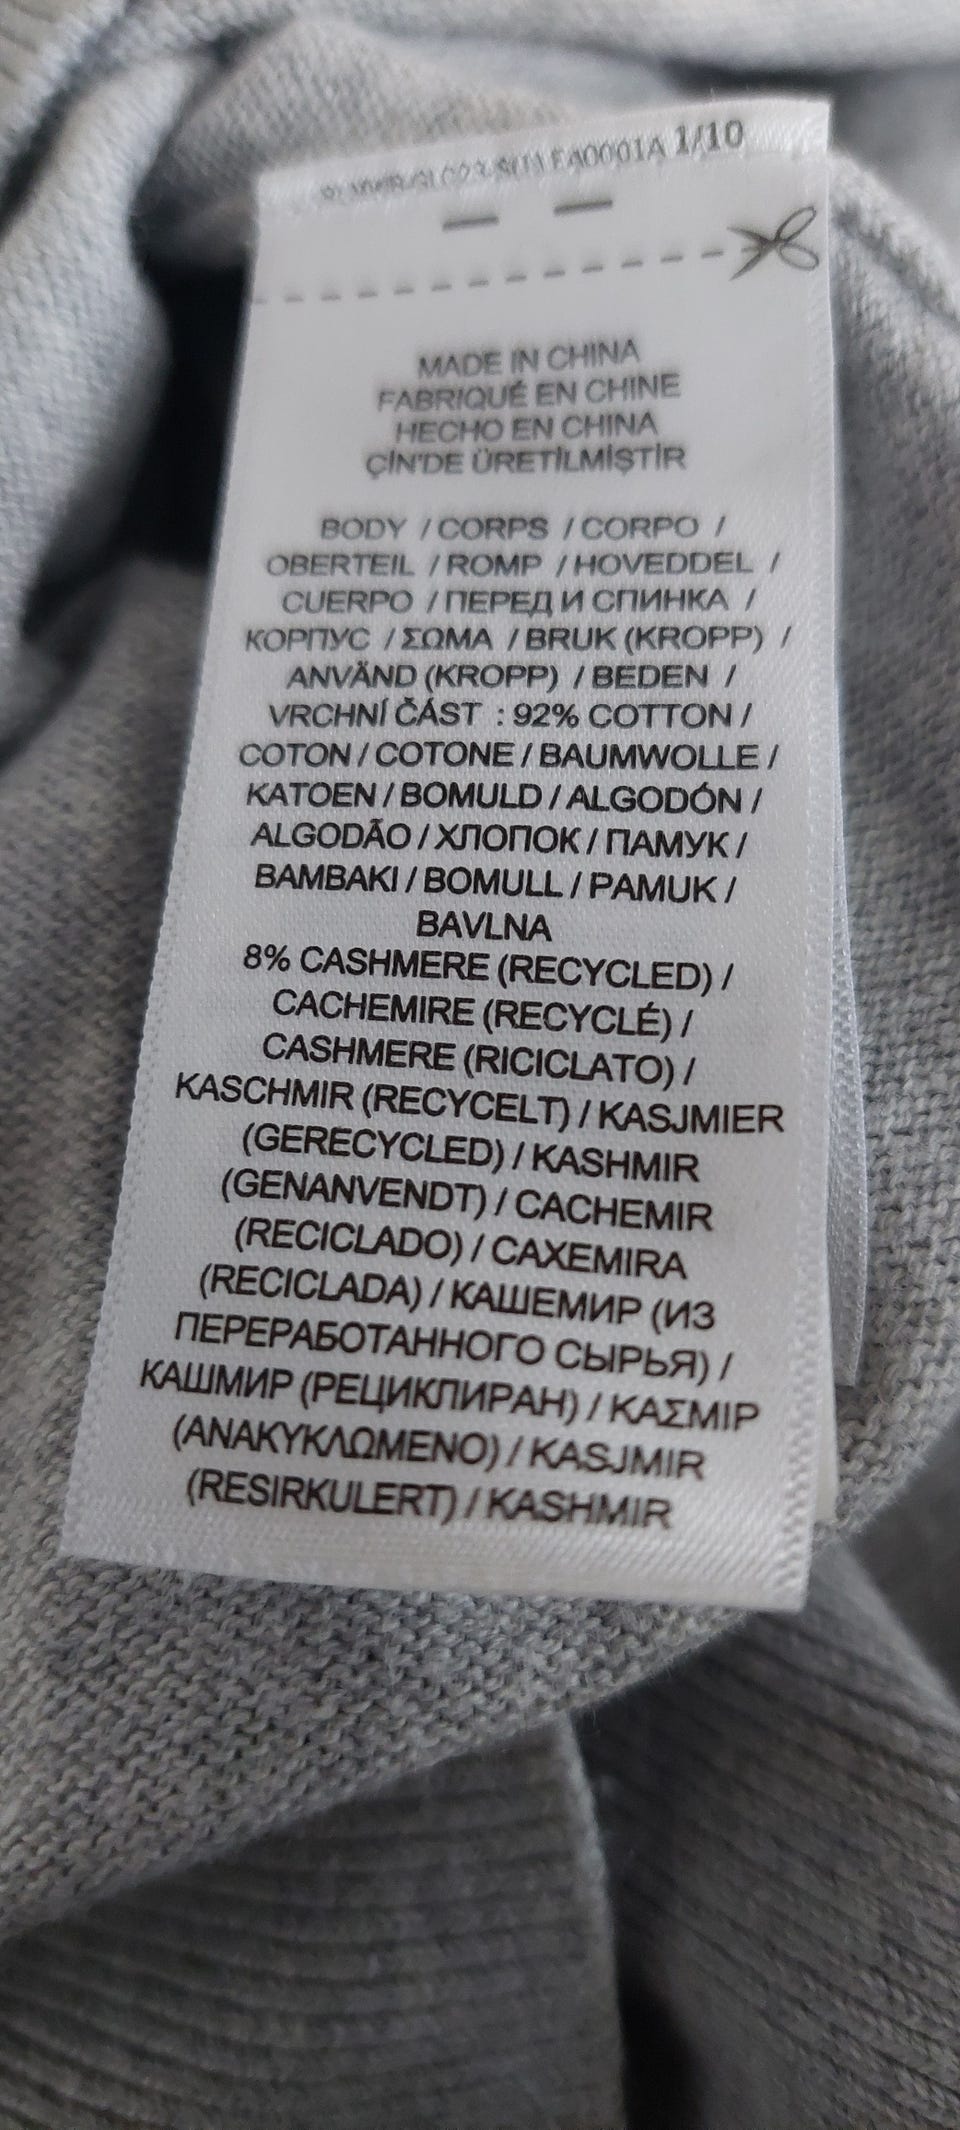 1/10
MADE IN CHINA
FABRIQUÉ EN CHINE
HECHO EN CHINA
ÇİN'DE ÜRETİLMİŞTİR
BODY / CORPS / CORPO /
OBERTEIL / ROMP / HOVEDDEL /
CUERPO / ПЕРЕД И СПИНКА /
КОРПУС / ΣΩΜΑ / BRUK (KROPP) /
ANVÄND (KROPP) / BEDEN /
VRCHNÍ ČÁST : 92% COTTON /
COTON / COTONE / BAUMWOLLE /
KATOEN / BOMULD / ALGODÓN /
ALGODÃO / ХЛОПОК / ПАМУК /
BAMBAKI / BOMULL / PAMUK /
BAVLNA
8% CASHMERE (RECYCLED) /
CACHEMIRE (RECYCLÉ) /
CASHMERE (RICICLATO) /
KASCHMIR (RECYCELT) / KASJMIER
(GERECYCLED) / KASHMIR
(GENANVENDT) / CACHEMIR
(RECICLADO) / CAXEMIRA
(RECICLADA) / КАШЕМИР (ИЗ
ПЕРЕРАБОТАННОГО СЫРЬЯ) /
КАШМИР (РЕЦИКЛИРАН) / ΚΑΣΜΙΡ
(ΑΝΑΚΥΚΛΩΜΕΝΟ) / KASJMIR
(RESIRKULERT) / KASHMIR